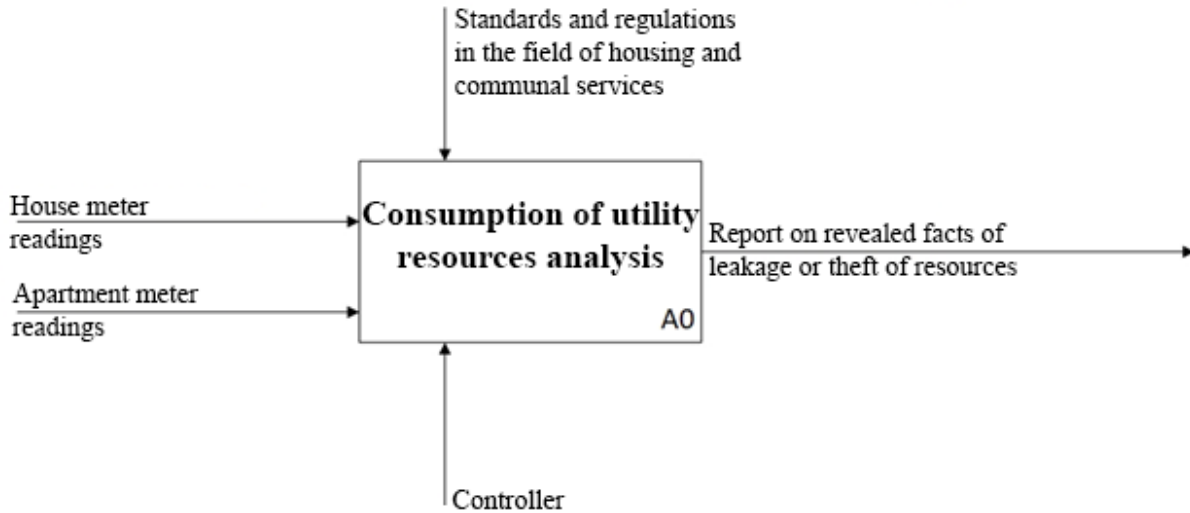 Standards and regulations
in the field of housing and
communal services
House meter
readings
Apartment meter
readings
Consumption of utility
resources analysis
A0
Report on revealed facts of
leakage or theft of resources
Controller